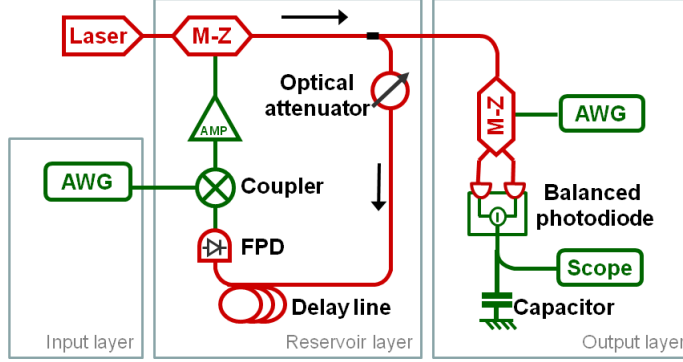 Laser
M-Z
Optical
attenuator
AMP
M-Z
AWG
AWG
Coupler
Balanced
photodiode
I
FPD
Scope
Delay line
Capacitor
Input layer
Reservoir layer
Output layer